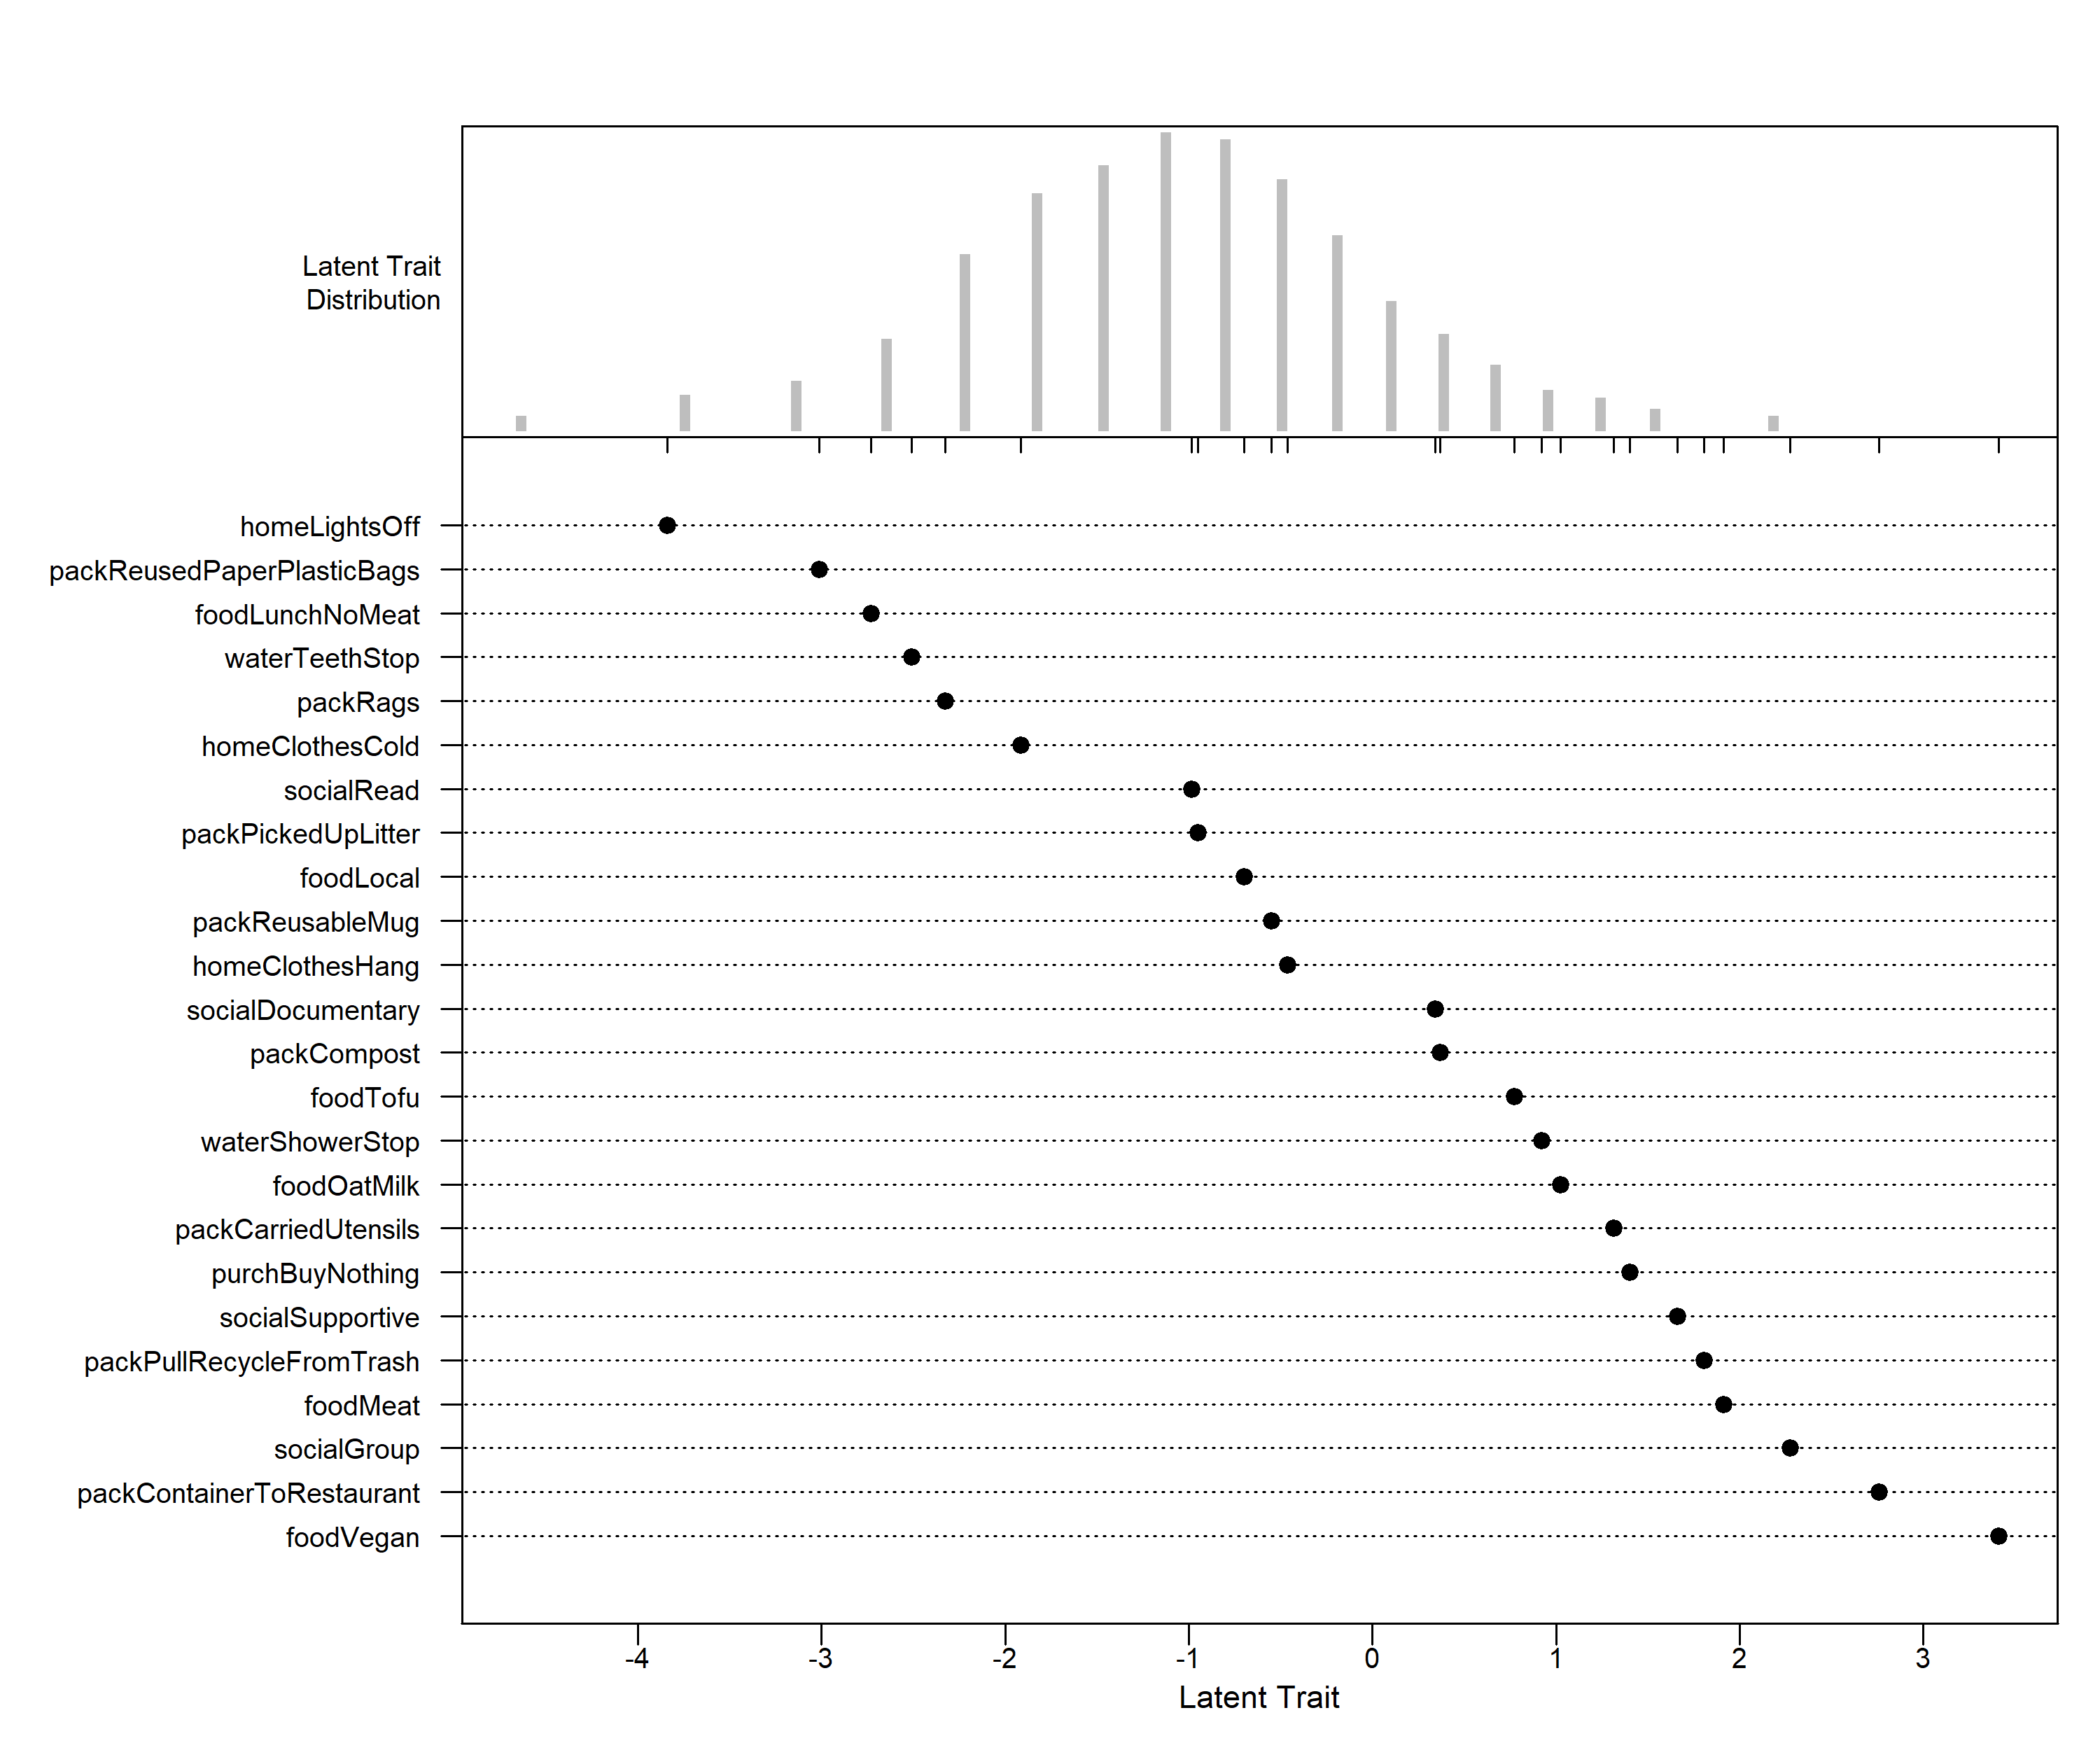 Latent Trait
Distribution
homeLightsOff
packReusedPaperPlasticBags
foodLunchNoMeat
waterTeethStop
packRags
homeClothesCold
socialRead
packPickedUpLitter
foodLocal
packReusableMug
homeClothesHang
socialDocumentary
packCompost
foodTofu
waterShowerStop
foodOatMilk
packCarriedUtensils
purchBuyNothing
socialSupportive
packPullRecycleFromTrash
foodMeat
socialGroup
packContainerToRestaurant
foodVegan
-4 -3 -2 -1 0 1 2 3
Latent Trait